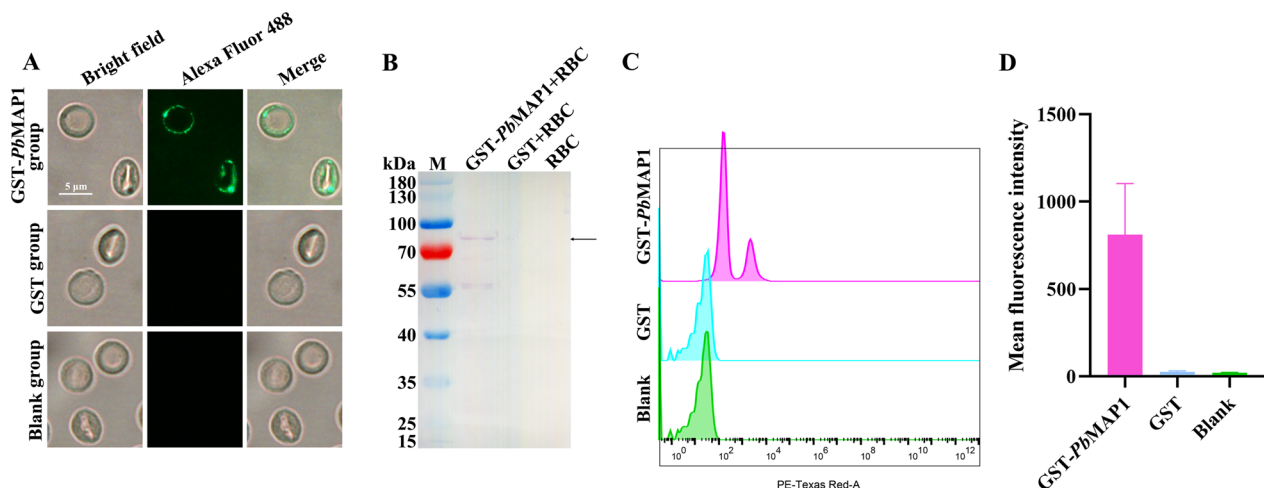 A
Bright field
Alexa Fluor 488
Merge
GST-PbMAP1
group
5 μm
GST group
Blank group
B
kDa
M
GST-PbMAP1+RBC
GST+RBC
RBC
180
130
100
70
55
40
35
25
15
C
GST-PbMAP1
GST
Blank
10^0
10^2
10^4
10^6
10^8
10^10
10^12
PE-Texas Red-A
D
Mean fluorescence intensity
1500
1000
500
0
GST-PbMAP1
GST
Blank